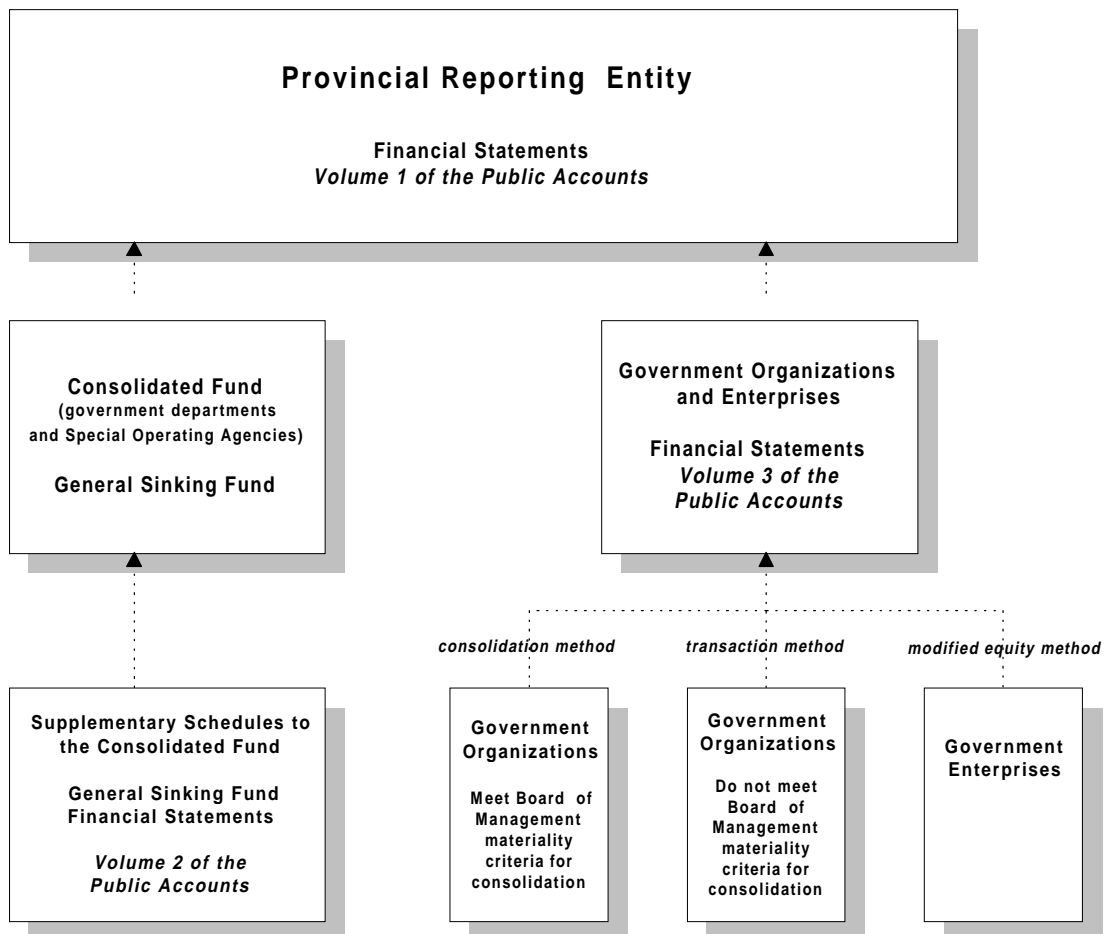 Provincial Reporting Entity
Financial Statements
Volume 1 of the Public Accounts
Consolidated Fund
(government departments
and Special Operating Agencies)
General Sinking Fund
Government Organizations
and Enterprises
Financial Statements
Volume 3 of the
Public Accounts
consolidation method
transaction method
modified equity method
Supplementary Schedules to
the Consolidated Fund
General Sinking Fund
Financial Statements
Volume 2 of the
Public Accounts
Government
Organizations
Meet Board of
Management
materiality
criteria for
consolidation
Government
Organizations
Do not meet
Board of
Management
materiality
criteria for
consolidation
Government
Enterprises